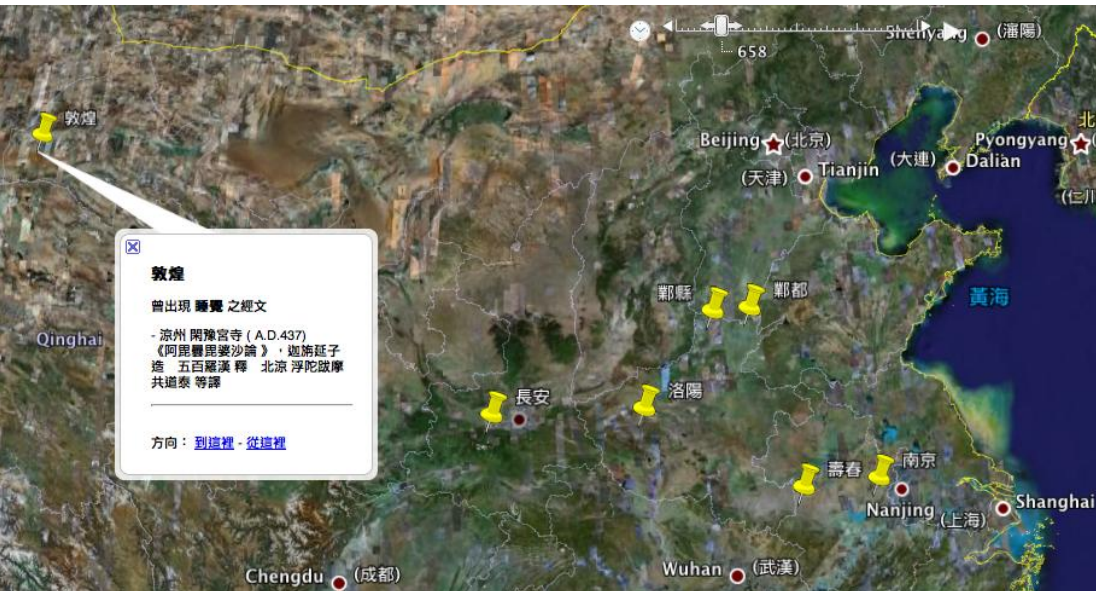 Shenyang (瀋陽)
658
敦煌
北
Beijing (北京)
Pyongyang (
(大連) Dalian
(天津) Tianjin
(仁川
敦煌
曾出現 睡覺 之經文
- 涼州 閑豫宮寺 ( A.D.437)
《阿毘曇毘婆沙論 》，迦旃延子
造 五百羅漢 釋 北涼 浮陀跋摩
共道泰 等譯
方向： 到這裡 - 從這裡
Qinghai
鄴縣
鄴都
黃海
長安
洛陽
壽春
南京
Nanjing
(上海) Shanghai
Chengdu (成都)
Wuhan (武漢)